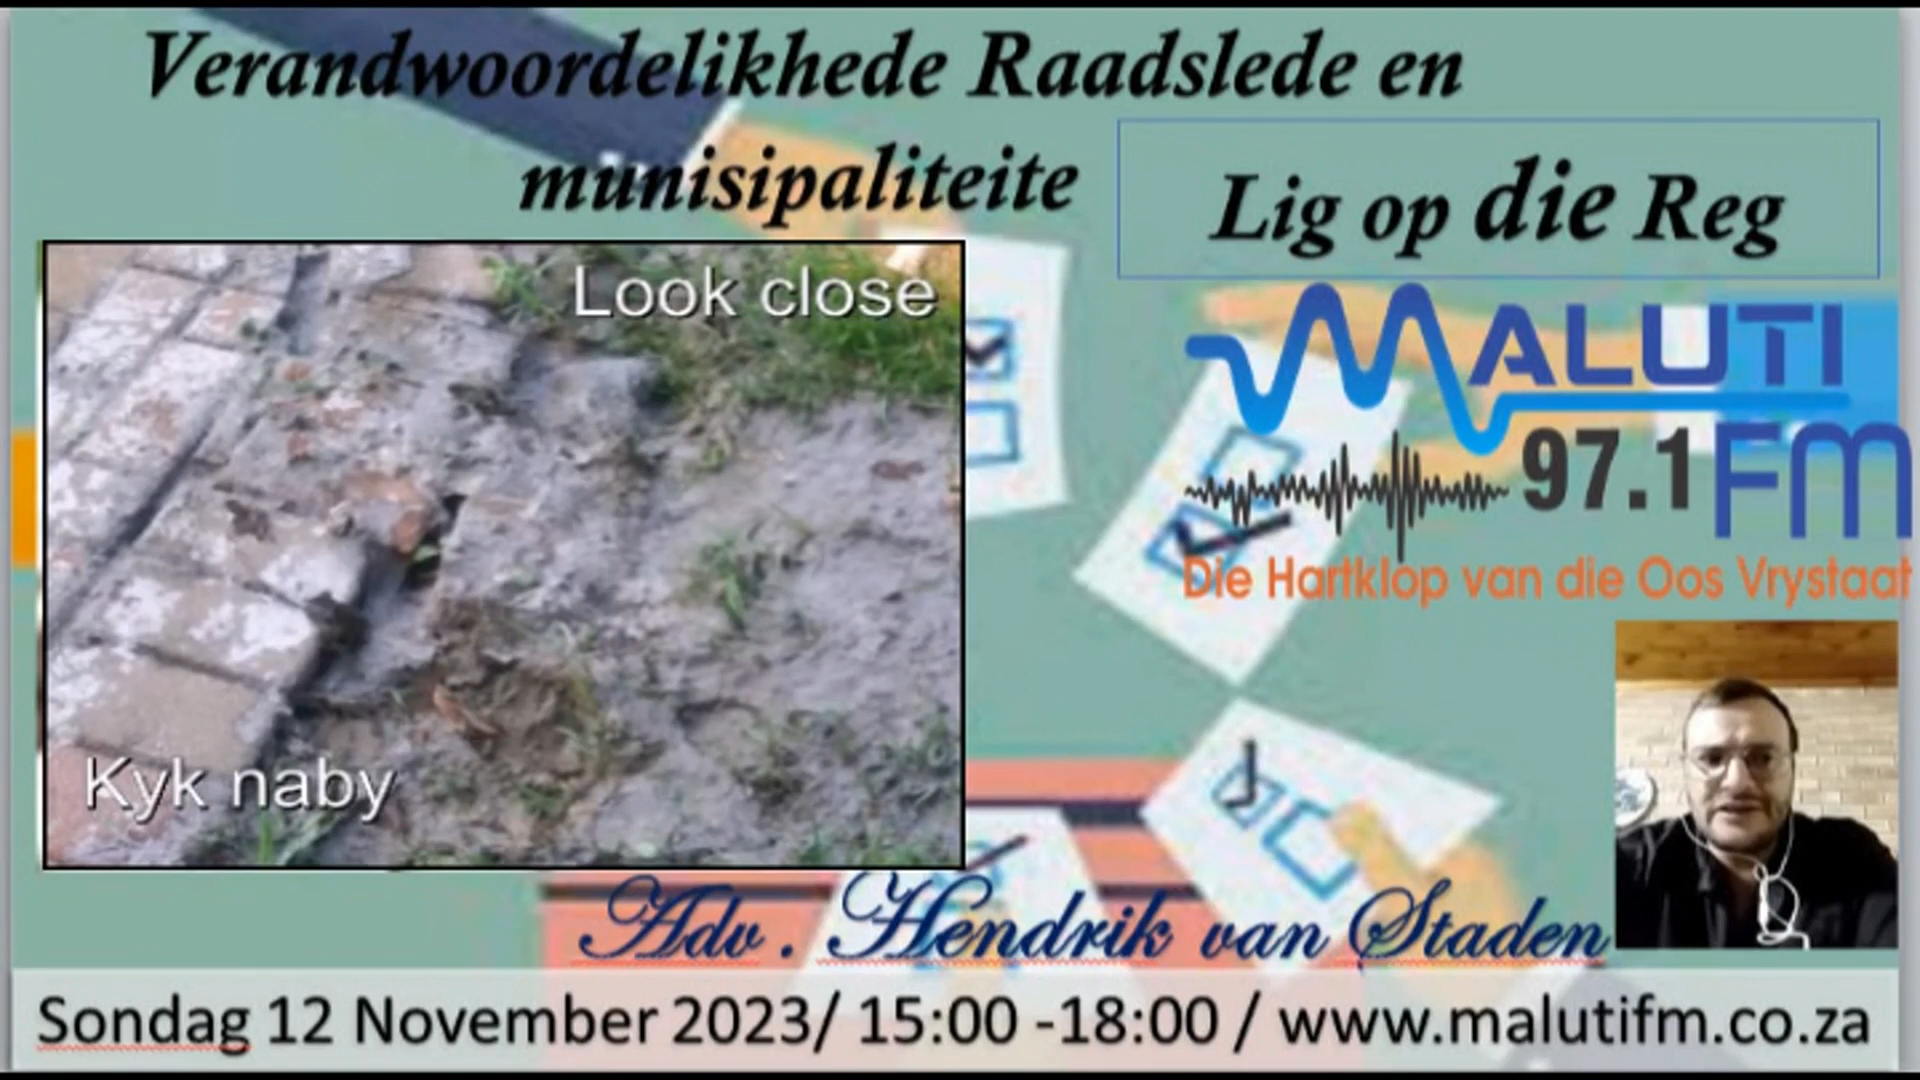 Verandwoordelikhede Raadslede en
munisipaliteite
Lig op die Reg
Look close
MALUTI
97.1 FM
Die Hartklop van die Oos Vrystaat
Kyk naby
Adv . Hendrik van Staden
Sondag 12 November 2023/ 15:00 -18:00 / www.malutifm.co.za